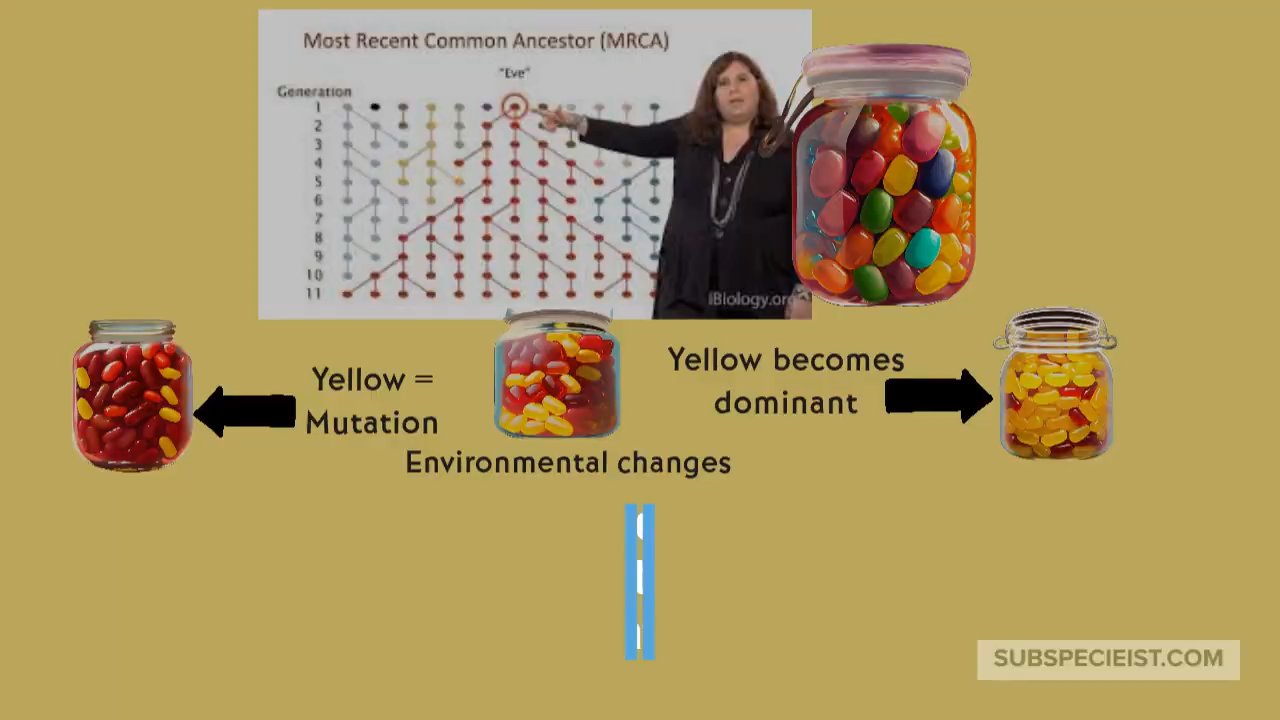 Most Recent Common Ancestor (MRCA)
"Eve"
Generation
1
2
3
4
5
6
7
8
9
10
11
iBiology.org
Yellow =
Mutation
Yellow becomes
dominant
Environmental changes
SUBSPECIEIST.COM